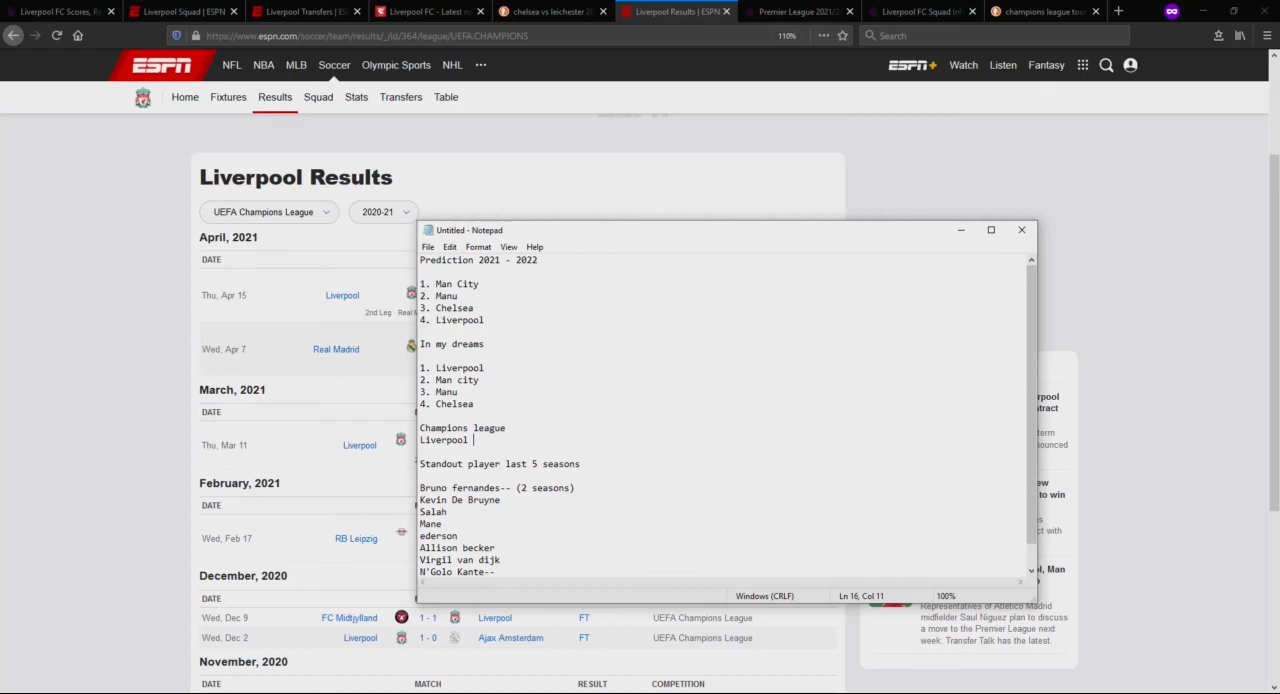 Liverpool FC Scores, Re
Liverpool Squad | ESPN
Liverpool Transfers | ES
Liverpool FC - Latest n
chelsea vs leichester 20
Liverpool Results | ESPN
Premier League 2021/2
Liverpool FC Squad Inf
champions league tou
https://www.espn.com/soccer/team/results/_/id/364/league/UEFA.CHAMPIONS
110%
Search
ESPN
NFL
NBA
MLB
Soccer
Olympic Sports
NHL
ESPN+
Watch
Listen
Fantasy
Home
Fixtures
Results
Squad
Stats
Transfers
Table
Liverpool Results
UEFA Champions League
2020-21
April, 2021
DATE
Thu, Apr 15
Liverpool
2nd Leg - Real M
Wed, Apr 7
Real Madrid
March, 2021
DATE
Thu, Mar 11
Liverpool
February, 2021
DATE
Wed, Feb 17
RB Leipzig
December, 2020
DATE
Wed, Dec 9
FC Midtjylland
1 - 1
Liverpool
FT
UEFA Champions League
Wed, Dec 2
Liverpool
1 - 0
Ajax Amsterdam
FT
UEFA Champions League
November, 2020
DATE
MATCH
RESULT
COMPETITION
Untitled - Notepad
File Edit Format View Help
Prediction 2021 - 2022
1. Man City
2. Manu
3. Chelsea
4. Liverpool
In my dreams
1. Liverpool
2. Man city
3. Manu
4. Chelsea
Champions league
Liverpool
Standout player last 5 seasons
Bruno fernandes-- (2 seasons)
Kevin De Bruyne
Salah
Mane
ederson
Allison becker
Virgil van dijk
N'Golo Kante--
Windows (CRLF)
Ln 16, Col 11
100%
rpool
tract
term
nounced
ew
to win
ct with
ol, Man
Representatives of Atletico Madrid
midfielder Saul Niguez plan to discuss
a move to the Premier League next
week. Transfer Talk has the latest.